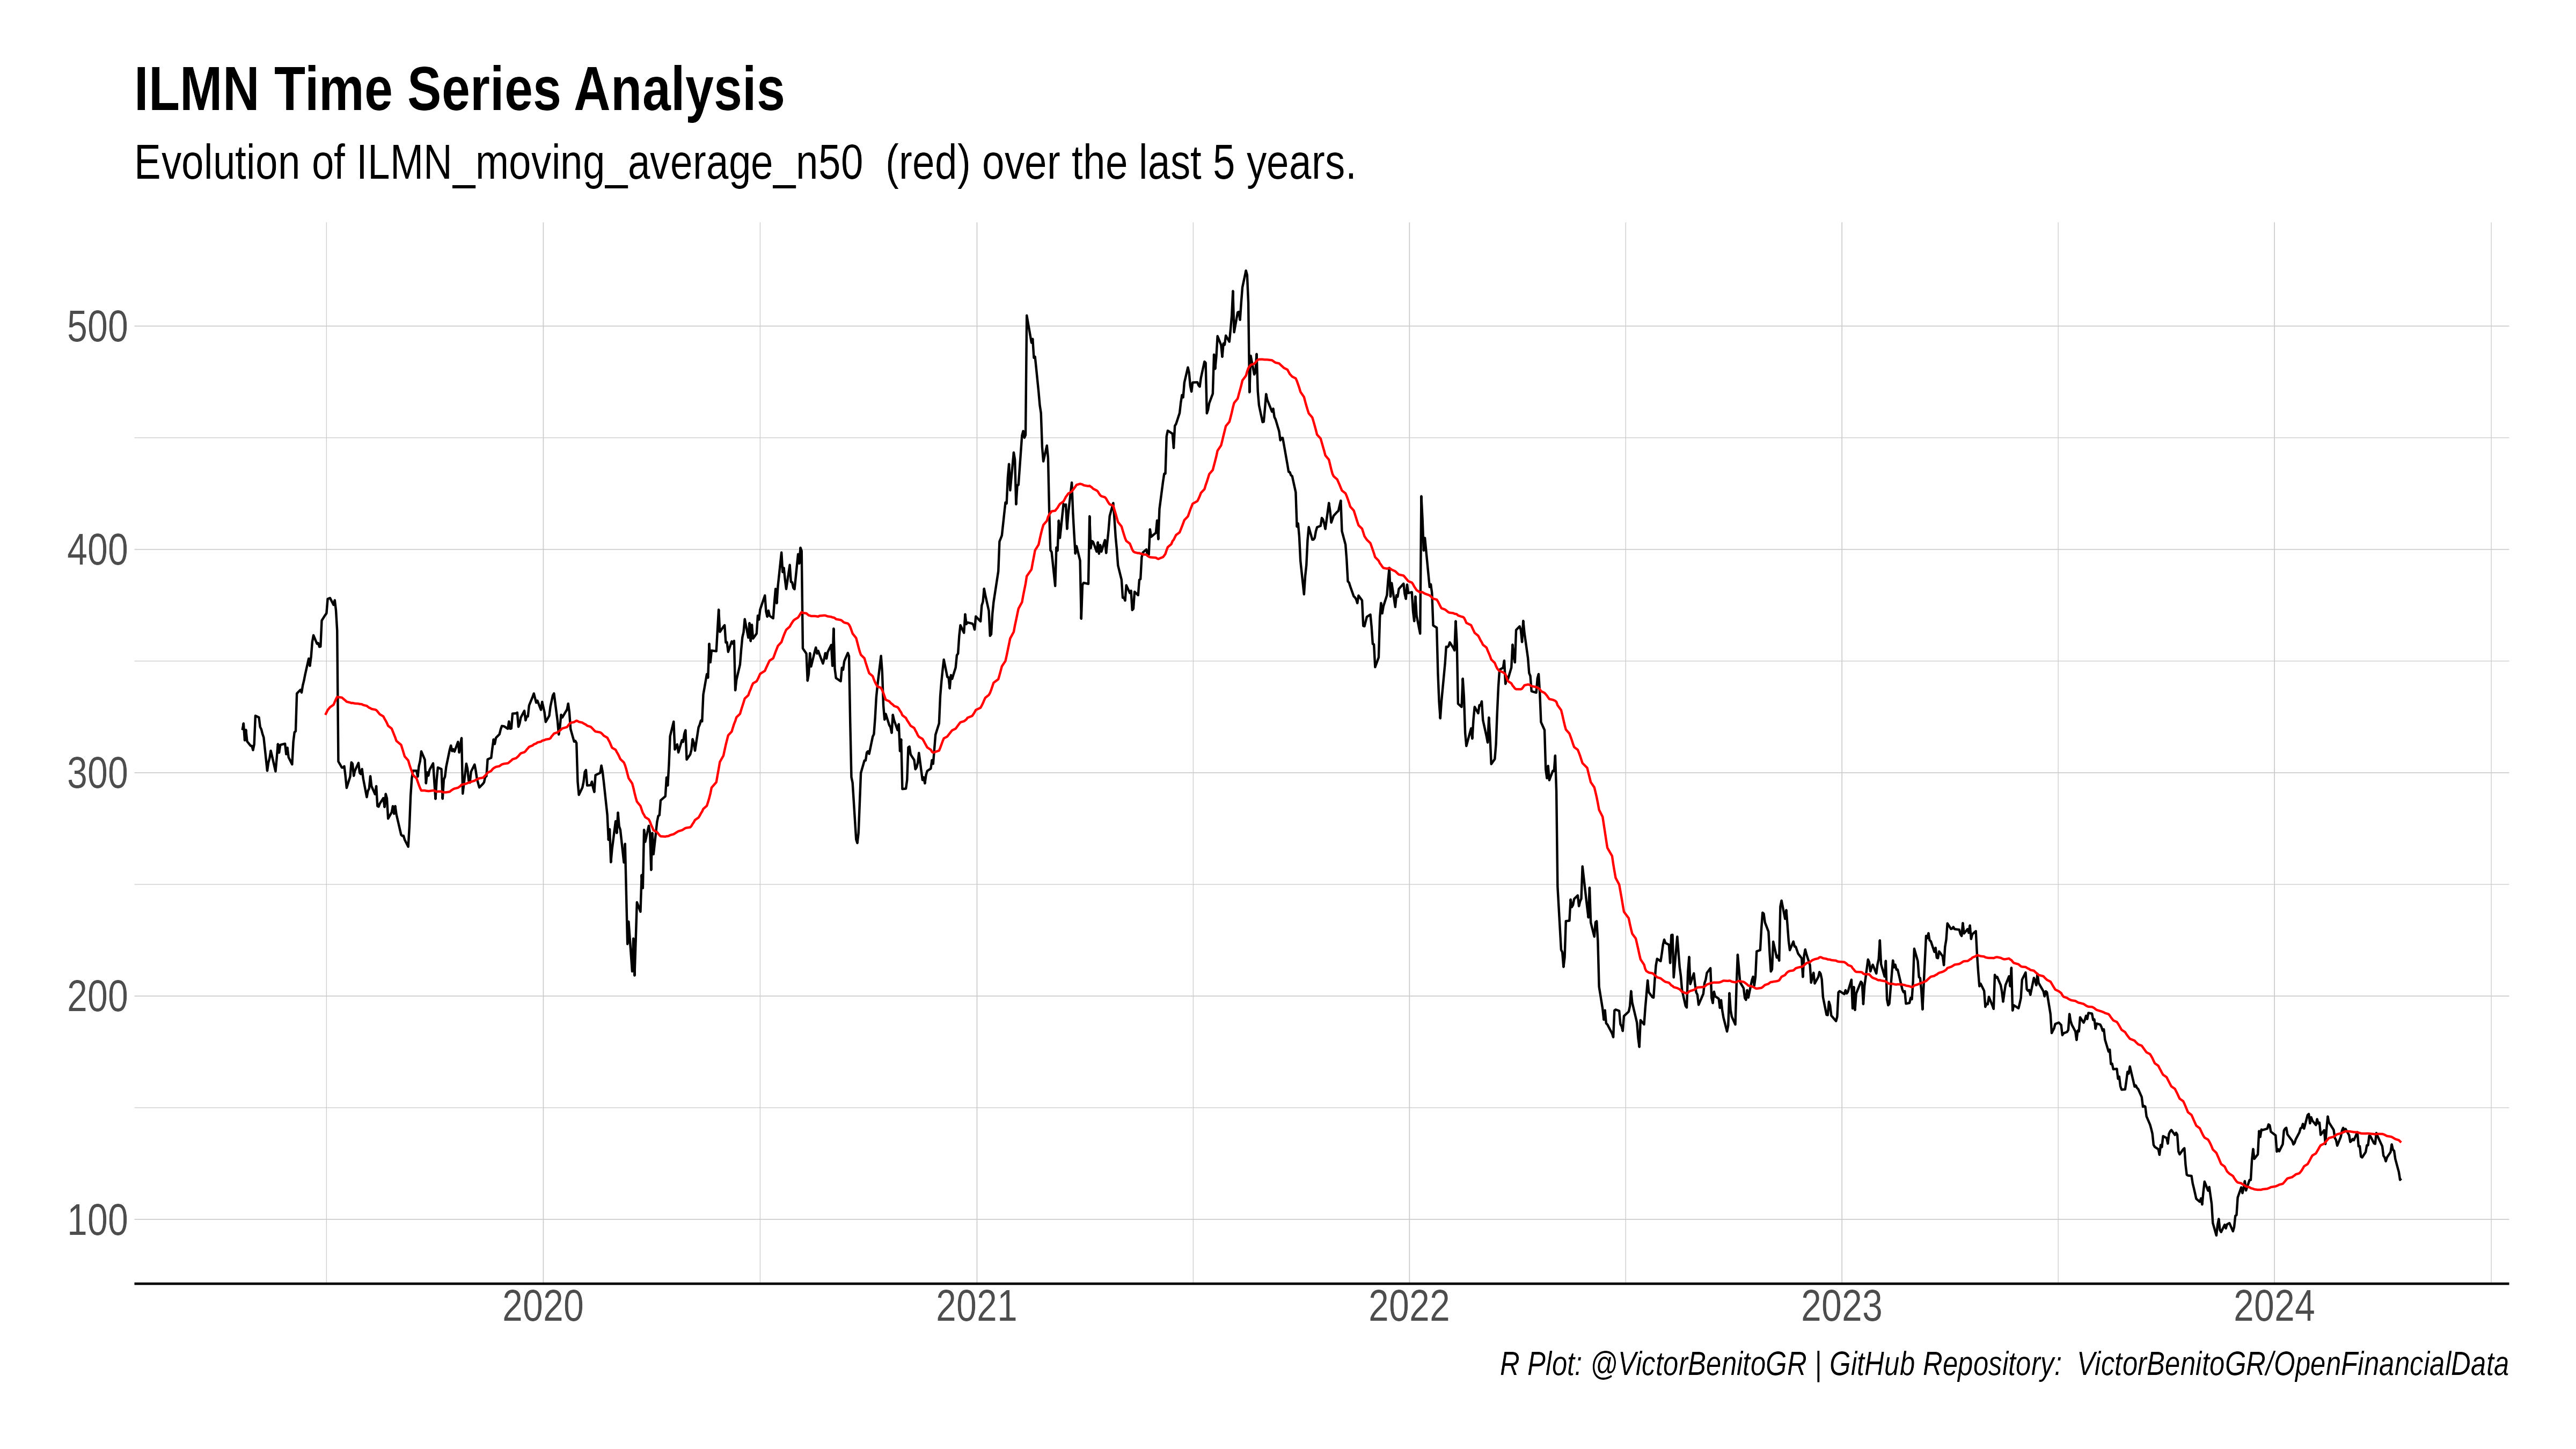 ILMN Time Series Analysis
Evolution of ILMN_moving_average_n50  (red) over the last 5 years.
500
400
300
200
100
2020 2021 2022 2023 2024
R Plot: @VictorBenitoGR | GitHub Repository:  VictorBenitoGR/OpenFinancialData